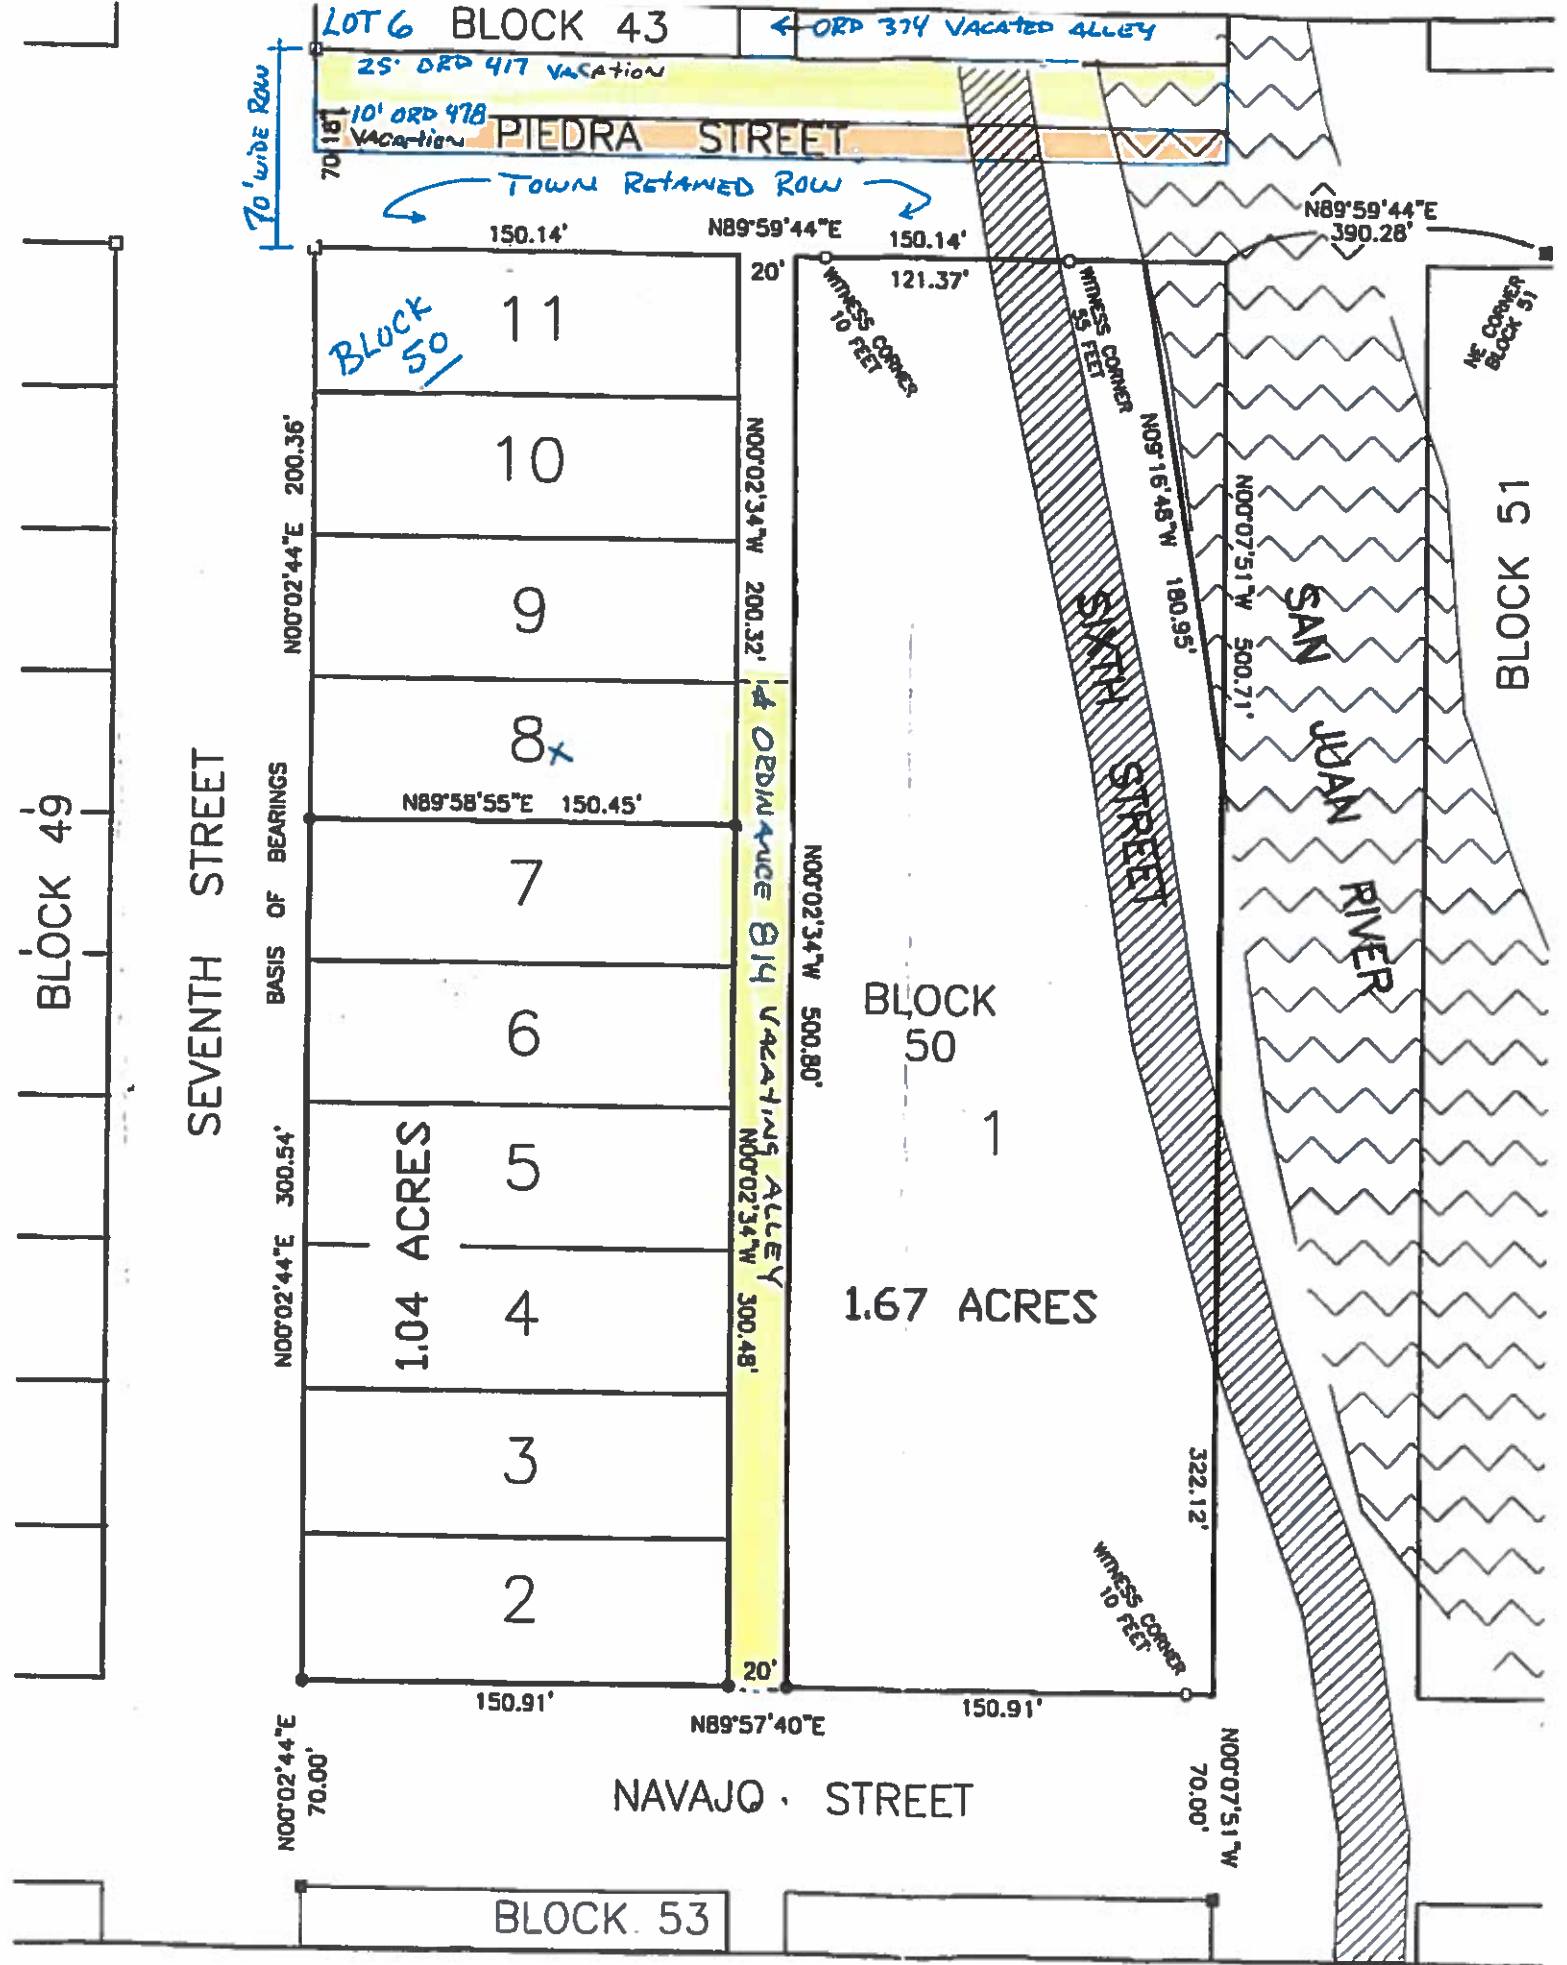 LOT 6 BLOCK 43 ← ORD 374 VACATED ALLEY
25' ORD 417 VACATION
10' ORD 478
VACATION PIEDRA STREET
70'18"
70' WIDE ROW
TOWN RETAINED ROW
150.14' N89°59'44"E 150.14'
N89°59'44"E
390.28'
20' 121.37'
WITNESS CORNER
10 FEET
WITNESS CORNER
55 FEET
NE CORNER
BLOCK 51
BLOCK
50
11
10
9
8x
N89°58'55"E 150.45'
7
6
5
4
3
2
1.04 ACRES
N00°02'44"E 200.36'
BASIS OF BEARINGS
N00°02'44"E 300.54'
SEVENTH STREET
BLOCK 49
N00°02'34"W 200.32'
ORDINANCE 814 VACATING ALLEY
N00°02'34"W 300.48'
N00°02'34"W 500.80'
BLOCK
50
1
1.67 ACRES
SIXTH STREET
N09°16'48"W 180.95'
N00°07'51"W 500.71'
SAN JUAN RIVER
BLOCK 51
322.12'
WITNESS CORNER
10 FEET
20'
150.91' N89°57'40"E 150.91'
N00°02'44"E
70.00'
NAVAJO STREET
N00°07'51"W
70.00'
BLOCK 53